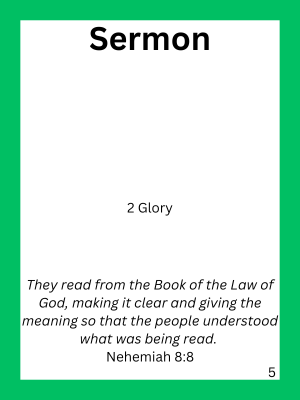 Sermon
2 Glory
They read from the Book of the Law of
God, making it clear and giving the
meaning so that the people understood
what was being read.
Nehemiah 8:8
5